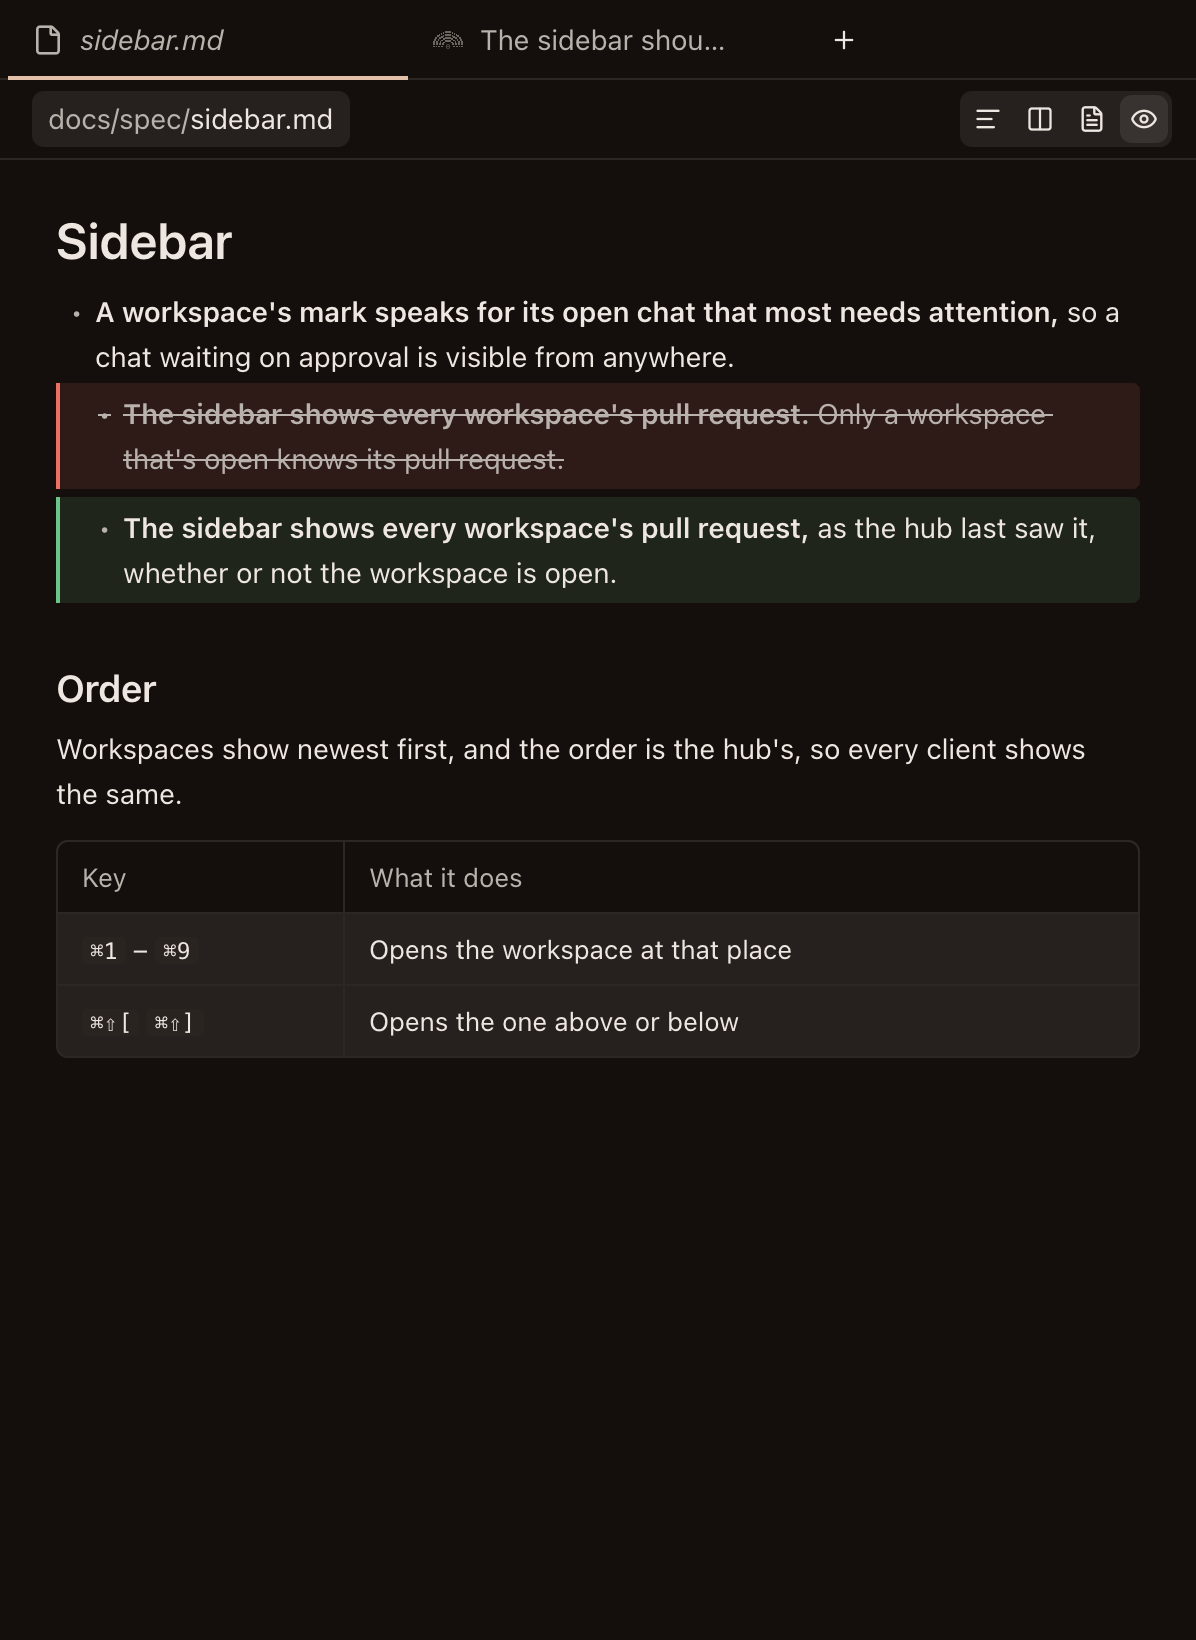 sidebar.md
The sidebar shou...
docs/spec/sidebar.md
Sidebar
• A workspace's mark speaks for its open chat that most needs attention, so a
chat waiting on approval is visible from anywhere.
• The sidebar shows every workspace's pull request. Only a workspace
that's open knows its pull request.
• The sidebar shows every workspace's pull request, as the hub last saw it,
whether or not the workspace is open.
Order
Workspaces show newest first, and the order is the hub's, so every client shows
the same.
Key What it does
⌘1 – ⌘9 Opens the workspace at that place
⌘⇧[ ⌘⇧] Opens the one above or below